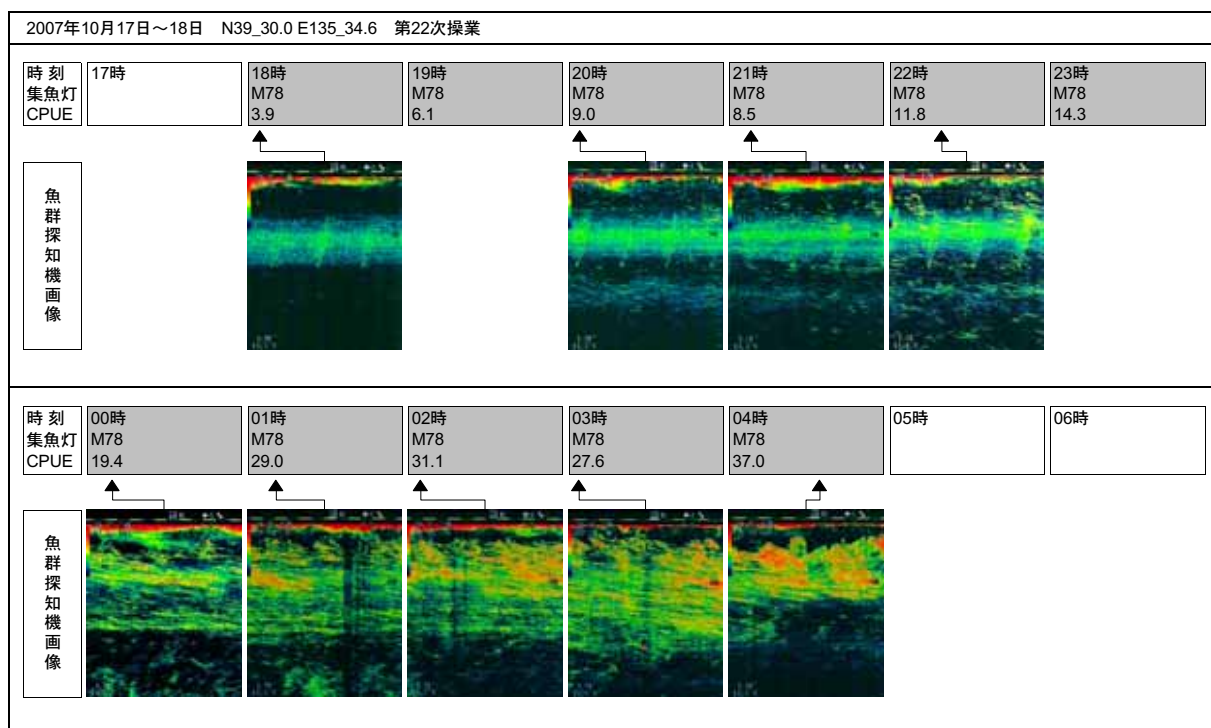 2007年10月17日～18日 N39_30.0 E135_34.6 第22次操業
時 刻 17時 18時 19時 20時 21時 22時 23時
集魚灯 M78 M78 M78 M78 M78 M78
CPUE 3.9 6.1 9.0 8.5 11.8 14.3
魚群探知機画像
時 刻 00時 01時 02時 03時 04時 05時 06時
集魚灯 M78 M78 M78 M78 M78
CPUE 19.4 29.0 31.1 27.6 37.0
魚群探知機画像